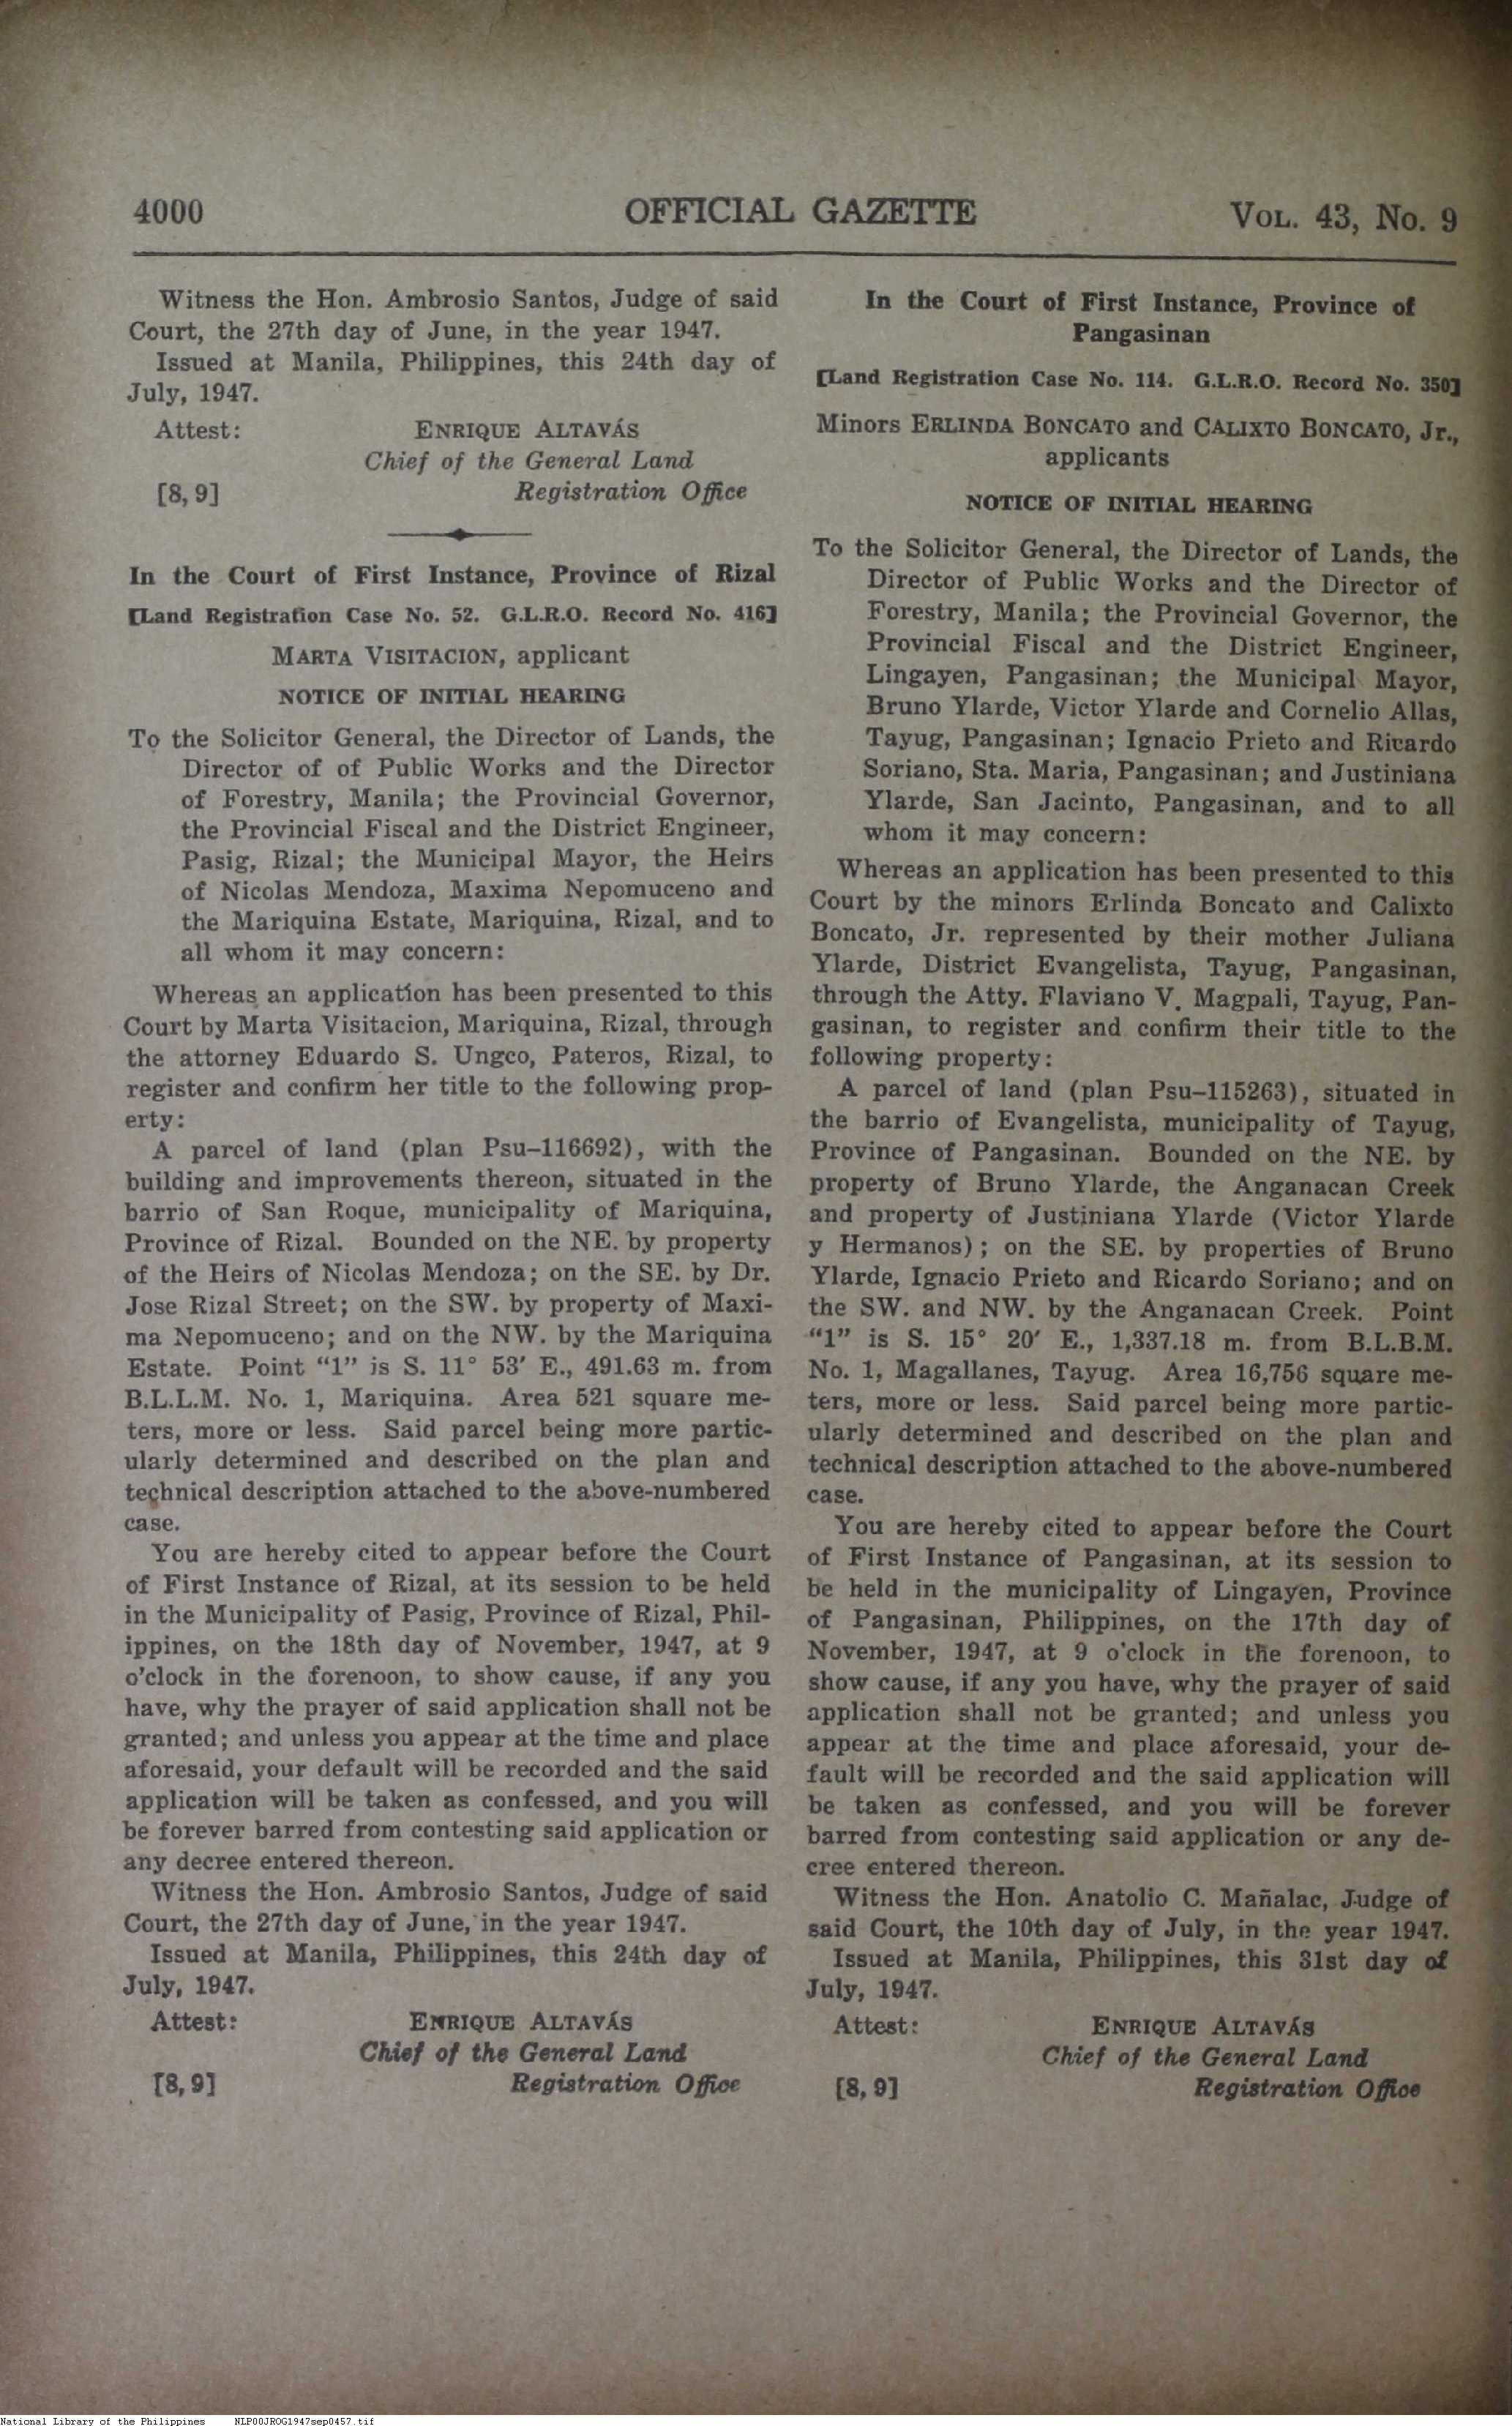 4000
OFFICIAL GAZETTE
VOL. 43, No. 9
Witness the Hon. Ambrosio Santos, Judge of said
Court, the 27th day of June, in the year 1947.
Issued at Manila, Philippines, this 24th day of
July, 1947.
Attest: ENRIQUE ALTAVÁS
Chief of the General Land
[8, 9] Registration Office
In the Court of First Instance, Province of Rizal
[Land Registration Case No. 52. G.L.R.O. Record No. 416]
MARTA VISITACION, applicant
NOTICE OF INITIAL HEARING
To the Solicitor General, the Director of Lands, the
Director of of Public Works and the Director
of Forestry, Manila; the Provincial Governor,
the Provincial Fiscal and the District Engineer,
Pasig, Rizal; the Municipal Mayor, the Heirs
of Nicolas Mendoza, Maxima Nepomuceno and
the Mariquina Estate, Mariquina, Rizal, and to
all whom it may concern:
Whereas an application has been presented to this
Court by Marta Visitacion, Mariquina, Rizal, through
the attorney Eduardo S. Ungco, Pateros, Rizal, to
register and confirm her title to the following prop-
erty:
A parcel of land (plan Psu–116692), with the
building and improvements thereon, situated in the
barrio of San Roque, municipality of Mariquina,
Province of Rizal. Bounded on the NE. by property
of the Heirs of Nicolas Mendoza; on the SE. by Dr.
Jose Rizal Street; on the SW. by property of Maxi-
ma Nepomuceno; and on the NW. by the Mariquina
Estate. Point “1” is S. 11° 53′ E., 491.63 m. from
B.L.L.M. No. 1, Mariquina. Area 521 square me-
ters, more or less. Said parcel being more partic-
ularly determined and described on the plan and
technical description attached to the above-numbered
case.
You are hereby cited to appear before the Court
of First Instance of Rizal, at its session to be held
in the Municipality of Pasig, Province of Rizal, Phil-
ippines, on the 18th day of November, 1947, at 9
o'clock in the forenoon, to show cause, if any you
have, why the prayer of said application shall not be
granted; and unless you appear at the time and place
aforesaid, your default will be recorded and the said
application will be taken as confessed, and you will
be forever barred from contesting said application or
any decree entered thereon.
Witness the Hon. Ambrosio Santos, Judge of said
Court, the 27th day of June, in the year 1947.
Issued at Manila, Philippines, this 24th day of
July, 1947.
Attest: ENRIQUE ALTAVÁS
Chief of the General Land
[8, 9] Registration Office
In the Court of First Instance, Province of
Pangasinan
[Land Registration Case No. 114. G.L.R.O. Record No. 350]
Minors ERLINDA BONCATO and CALIXTO BONCATO, Jr.,
applicants
NOTICE OF INITIAL HEARING
To the Solicitor General, the Director of Lands, the
Director of Public Works and the Director of
Forestry, Manila; the Provincial Governor, the
Provincial Fiscal and the District Engineer,
Lingayen, Pangasinan; the Municipal Mayor,
Bruno Ylarde, Victor Ylarde and Cornelio Allas,
Tayug, Pangasinan; Ignacio Prieto and Ricardo
Soriano, Sta. Maria, Pangasinan; and Justiniana
Ylarde, San Jacinto, Pangasinan, and to all
whom it may concern:
Whereas an application has been presented to this
Court by the minors Erlinda Boncato and Calixto
Boncato, Jr. represented by their mother Juliana
Ylarde, District Evangelista, Tayug, Pangasinan,
through the Atty. Flaviano V. Magpali, Tayug, Pan-
gasinan, to register and confirm their title to the
following property:
A parcel of land (plan Psu–115263), situated in
the barrio of Evangelista, municipality of Tayug,
Province of Pangasinan. Bounded on the NE. by
property of Bruno Ylarde, the Anganacan Creek
and property of Justiniana Ylarde (Victor Ylarde
y Hermanos); on the SE. by properties of Bruno
Ylarde, Ignacio Prieto and Ricardo Soriano; and on
the SW. and NW. by the Anganacan Creek. Point
“1” is S. 15° 20′ E., 1,337.18 m. from B.L.B.M.
No. 1, Magallanes, Tayug. Area 16,756 square me-
ters, more or less. Said parcel being more partic-
ularly determined and described on the plan and
technical description attached to the above-numbered
case.
You are hereby cited to appear before the Court
of First Instance of Pangasinan, at its session to
be held in the municipality of Lingayen, Province
of Pangasinan, Philippines, on the 17th day of
November, 1947, at 9 o'clock in the forenoon, to
show cause, if any you have, why the prayer of said
application shall not be granted; and unless you
appear at the time and place aforesaid, your de-
fault will be recorded and the said application will
be taken as confessed, and you will be forever
barred from contesting said application or any de-
cree entered thereon.
Witness the Hon. Anatolio C. Mañalac, Judge of
said Court, the 10th day of July, in the year 1947.
Issued at Manila, Philippines, this 31st day of
July, 1947.
Attest: ENRIQUE ALTAVÁS
Chief of the General Land
[8, 9] Registration Office
National Library of the Philippines NLP00JROG1947sep0457.tif